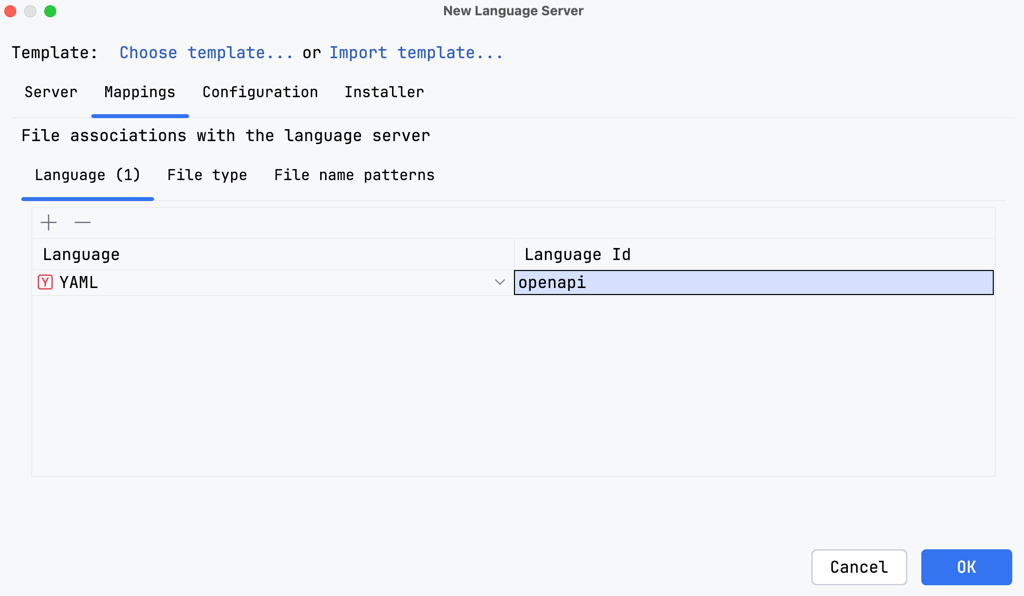 New Language Server
Template: Choose template... or Import template...
Server Mappings Configuration Installer
File associations with the language server
Language (1) File type File name patterns
Language Language Id
Y YAML openapi
Cancel OK